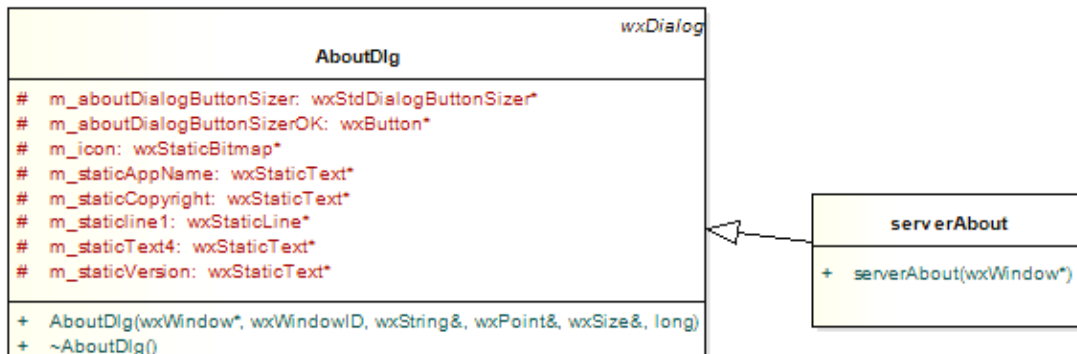 wxDialog
AboutDlg
# m_aboutDialogButtonSizer: wxStdDialogButtonSizer*
# m_aboutDialogButtonSizerOK: wxButton*
# m_icon: wxStaticBitmap*
# m_staticAppName: wxStaticText*
# m_staticCopyright: wxStaticText*
# m_staticline1: wxStaticLine*
# m_staticText4: wxStaticText*
# m_staticVersion: wxStaticText*
+ AboutDlg(wxWindow*, wxWindowID, wxString&, wxPoint&, wxSize&, long)
+ ~AboutDlg()
serverAbout
+ serverAbout(wxWindow*)